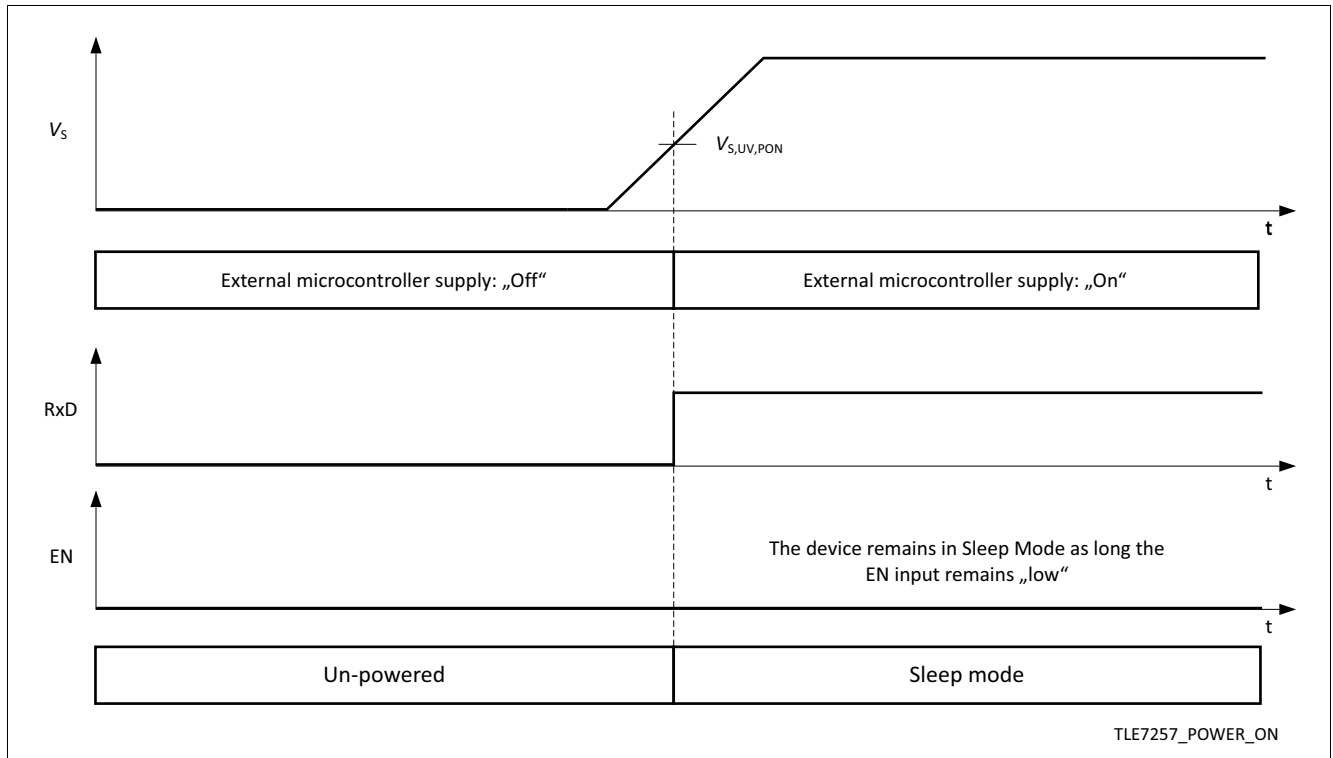 V_S
V_S,UV,PON
t
External microcontroller supply: „Off“
External microcontroller supply: „On“
RxD
t
EN
The device remains in Sleep Mode as long the
EN input remains „low“
t
Un-powered
Sleep mode
TLE7257_POWER_ON